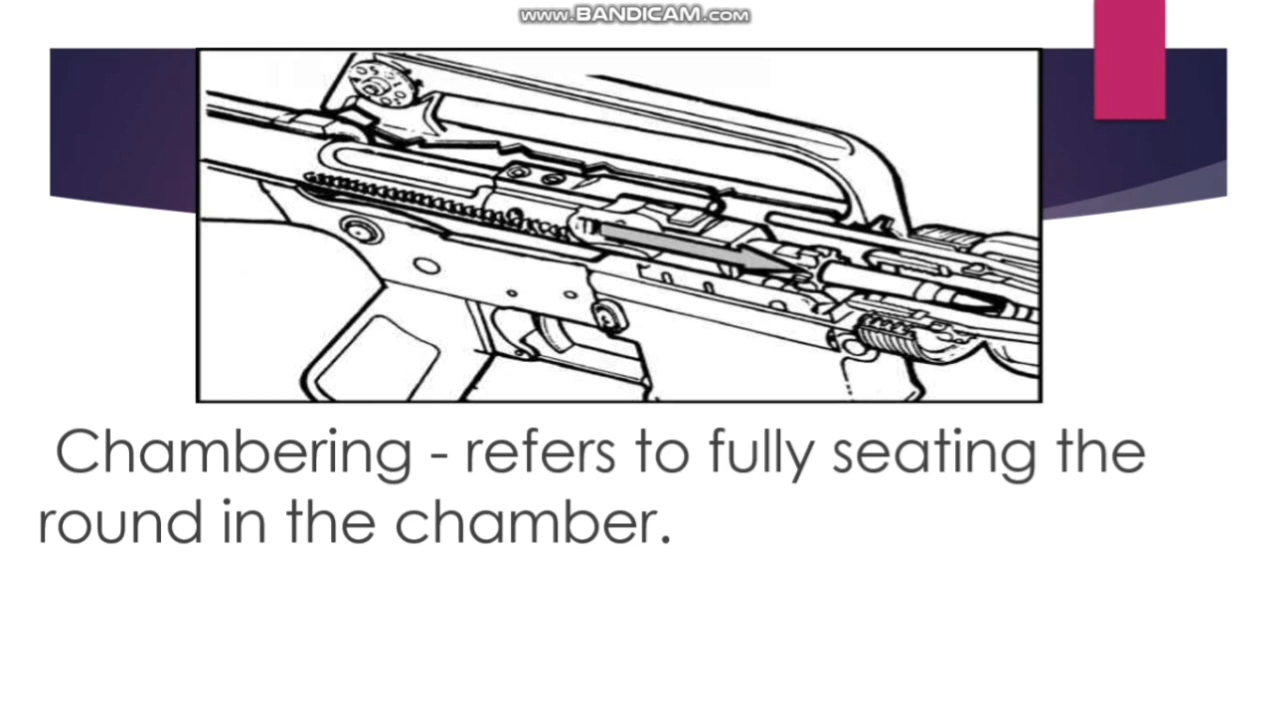 www.BANDICAM.com
Chambering - refers to fully seating the
round in the chamber.